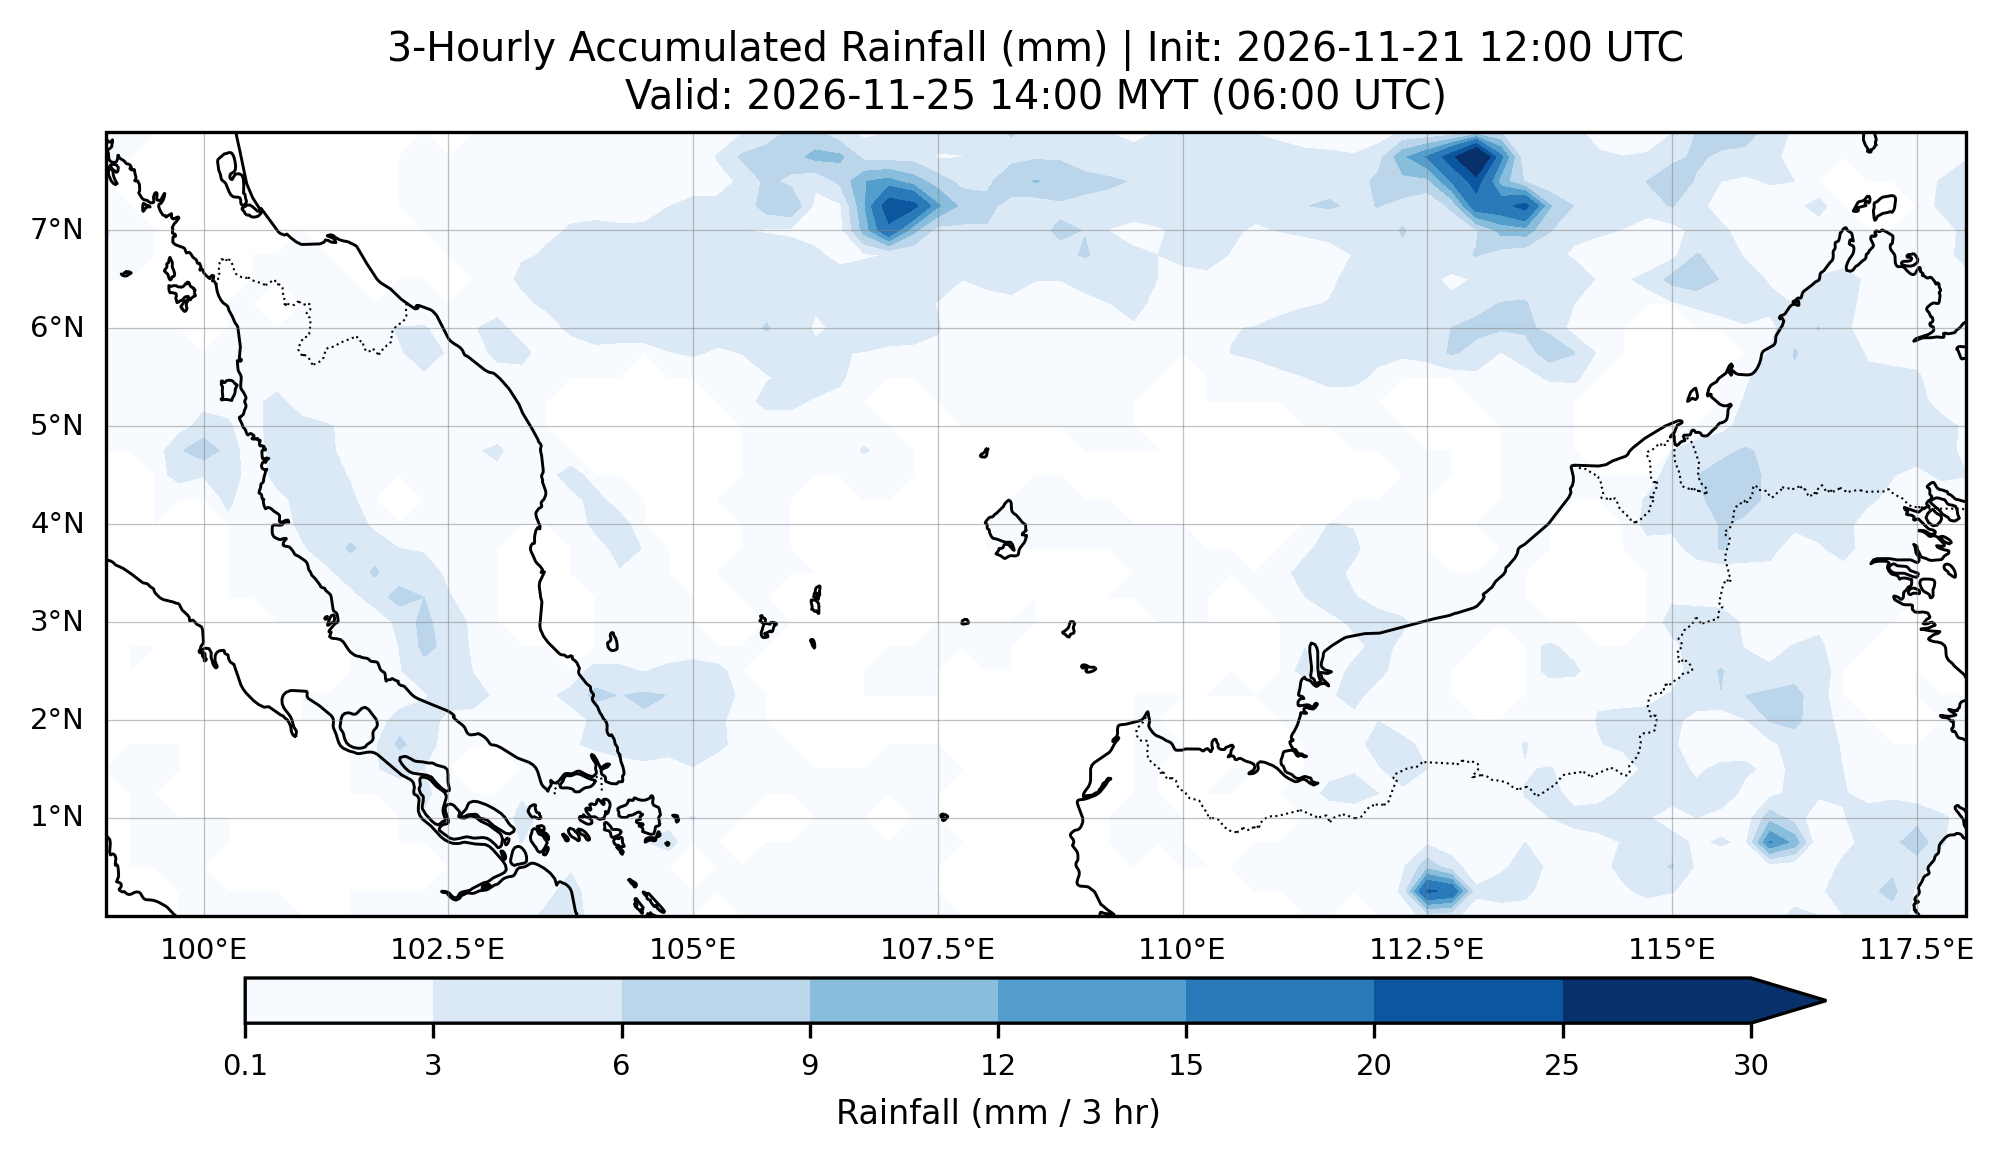 3-Hourly Accumulated Rainfall (mm) | Init: 2026-11-21 12:00 UTC
Valid: 2026-11-25 14:00 MYT (06:00 UTC)
7°N
6°N
5°N
4°N
3°N
2°N
1°N
100°E 102.5°E 105°E 107.5°E 110°E 112.5°E 115°E 117.5°E
0.1 3 6 9 12 15 20 25 30
Rainfall (mm / 3 hr)